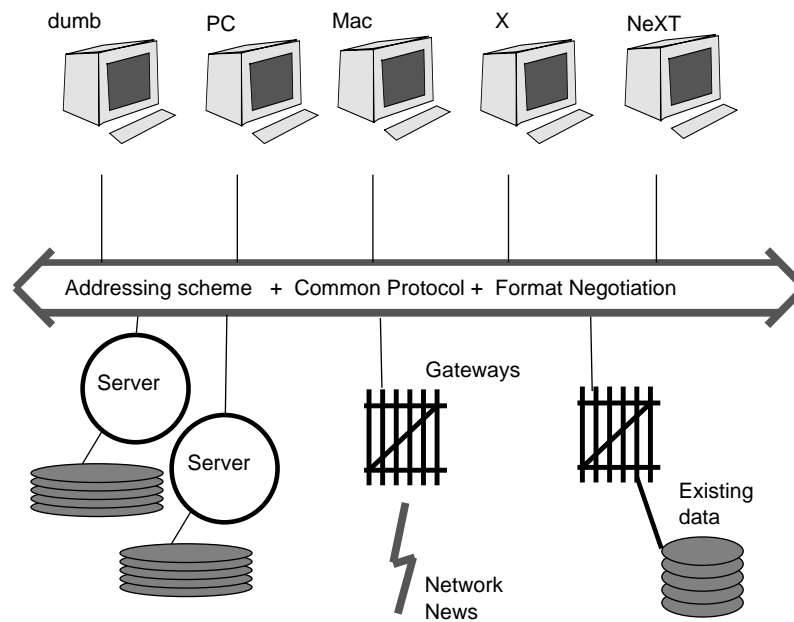 dumb PC Mac X NeXT
Addressing scheme + Common Protocol + Format Negotiation
Server
Gateways
Server
Existing
data
Network
News